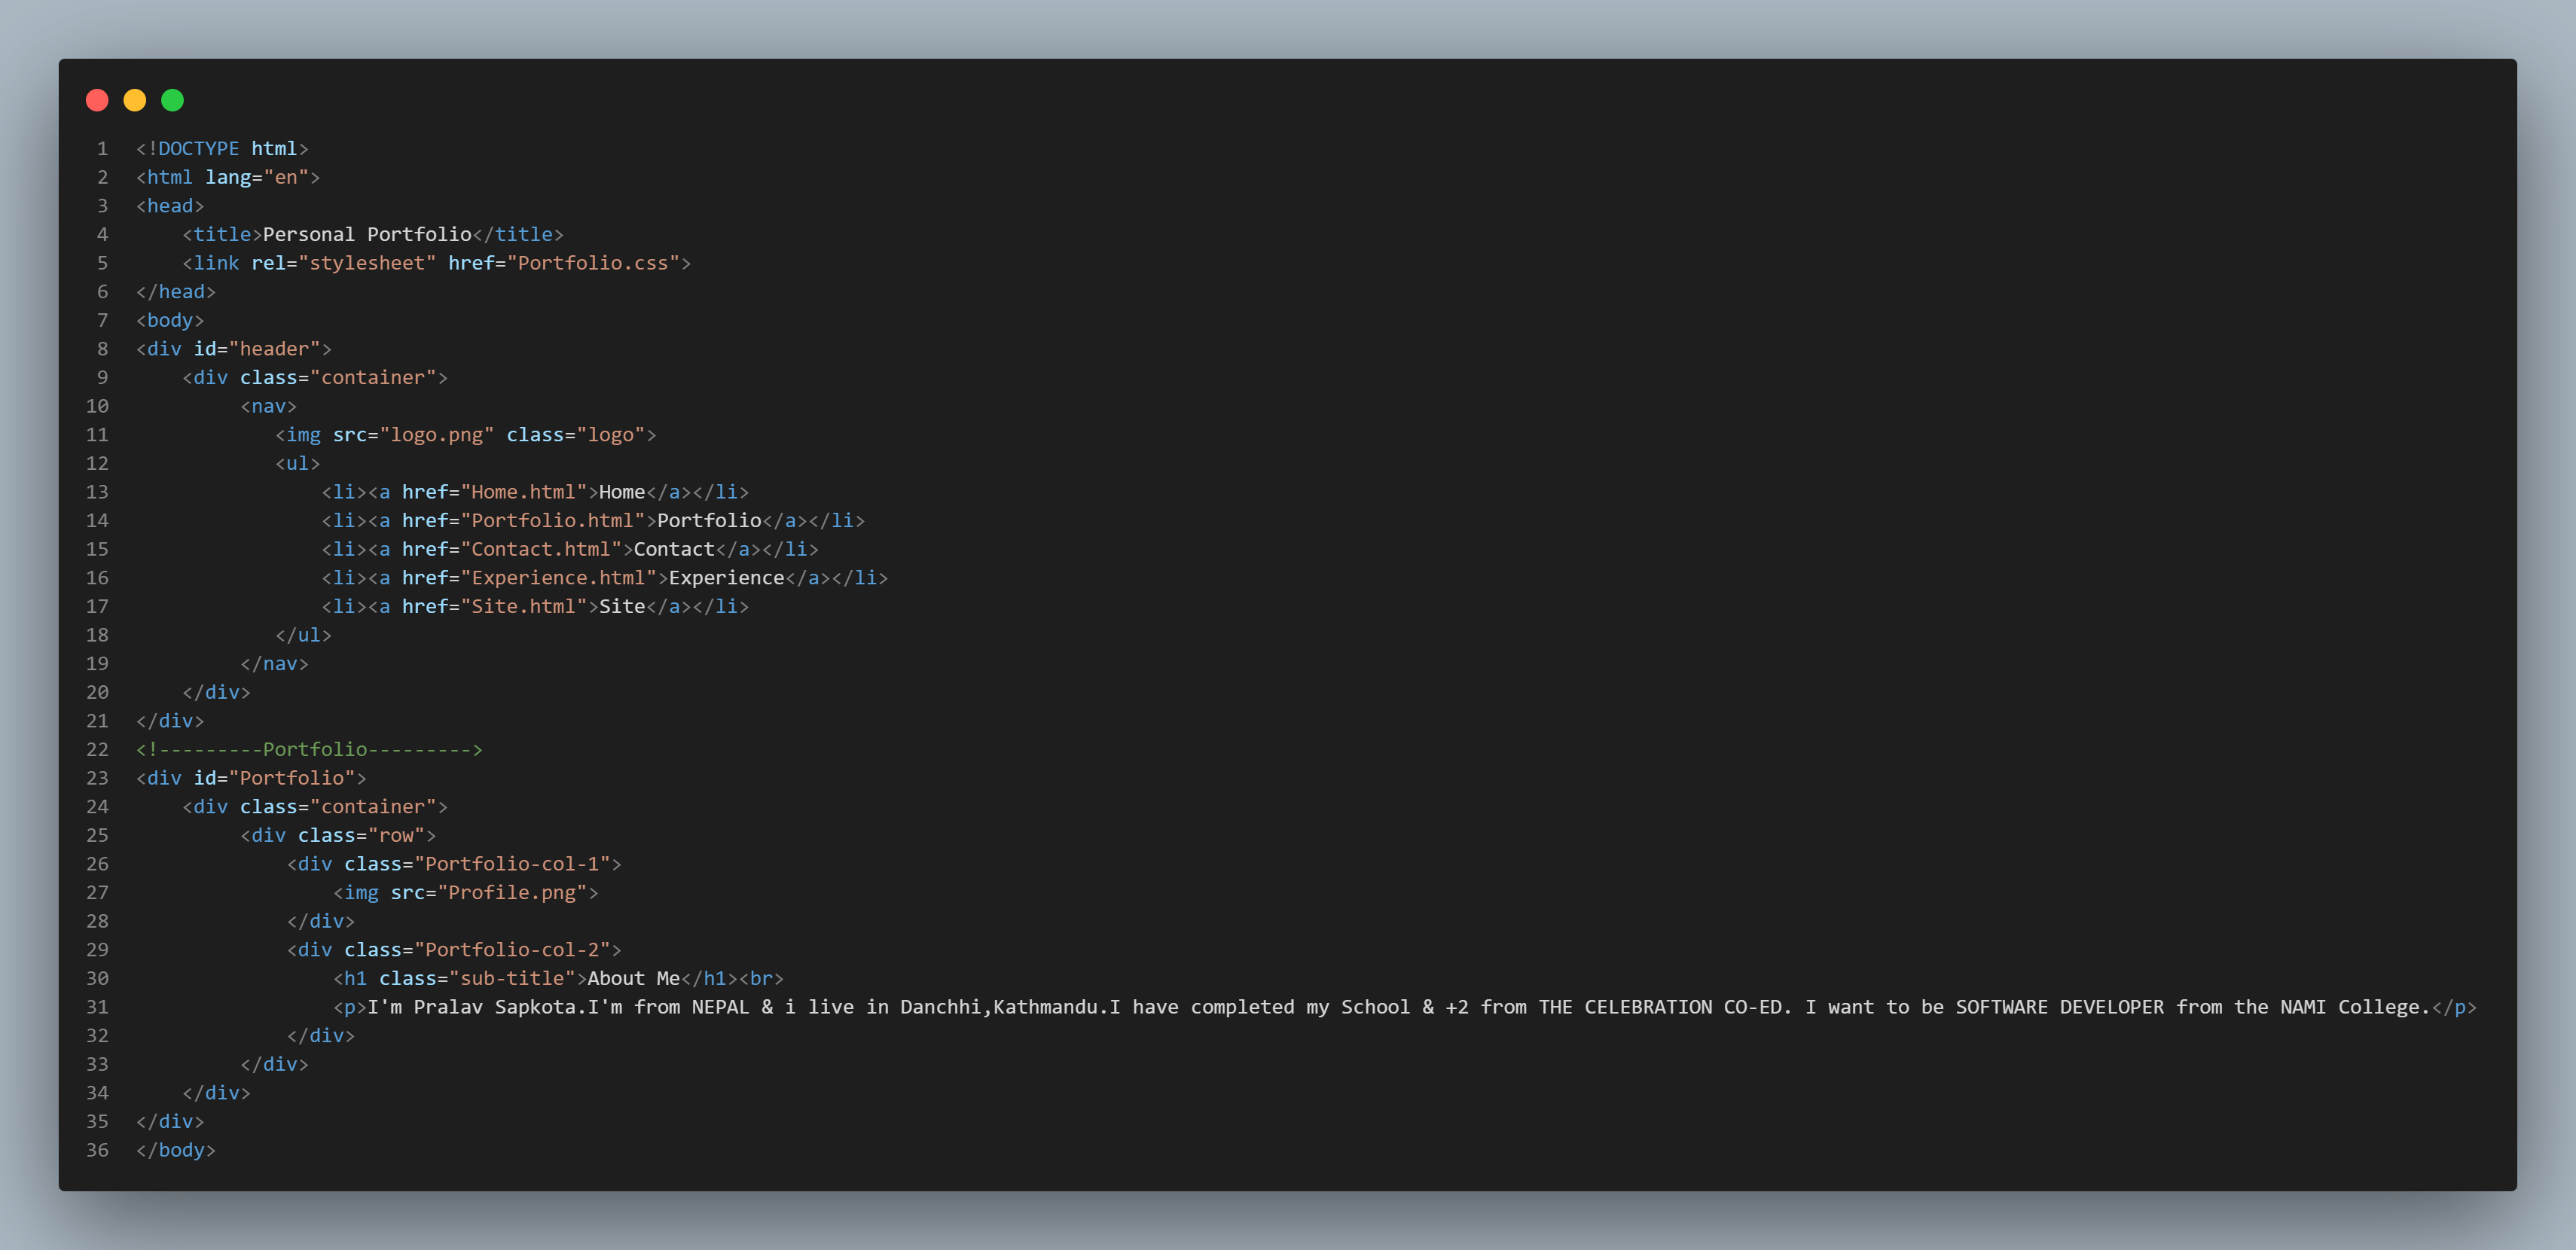 1 <!DOCTYPE html>
2 <html lang="en">
3 <head>
4     <title>Personal Portfolio</title>
5     <link rel="stylesheet" href="Portfolio.css">
6 </head>
7 <body>
8 <div id="header">
9     <div class="container">
10          <nav>
11             <img src="logo.png" class="logo">
12             <ul>
13                 <li><a href="Home.html">Home</a></li>
14                 <li><a href="Portfolio.html">Portfolio</a></li>
15                 <li><a href="Contact.html">Contact</a></li>
16                 <li><a href="Experience.html">Experience</a></li>
17                 <li><a href="Site.html">Site</a></li>
18             </ul>
19          </nav>
20     </div>
21 </div>
22 <!---------Portfolio--------->
23 <div id="Portfolio">
24     <div class="container">
25          <div class="row">
26              <div class="Portfolio-col-1">
27                  <img src="Profile.png">
28              </div>
29              <div class="Portfolio-col-2">
30                  <h1 class="sub-title">About Me</h1><br>
31                  <p>I'm Pralav Sapkota.I'm from NEPAL & i live in Danchhi,Kathmandu.I have completed my School & +2 from THE CELEBRATION CO-ED. I want to be SOFTWARE DEVELOPER from the NAMI College.</p>
32              </div>
33          </div>
34     </div>
35 </div>
36 </body>